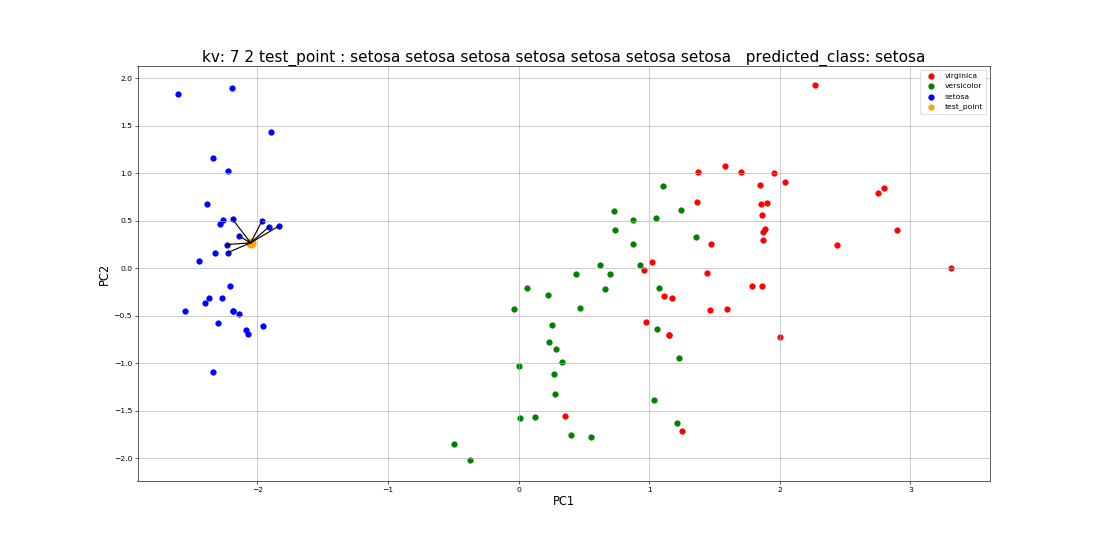 kv: 7 2 test_point : setosa setosa setosa setosa setosa setosa setosa   predicted_class: setosa
virginica
versicolor
setosa
test_point
2.0
1.5
1.0
0.5
0.0
−0.5
−1.0
−1.5
−2.0
PC2
−2
−1
0
1
2
3
PC1